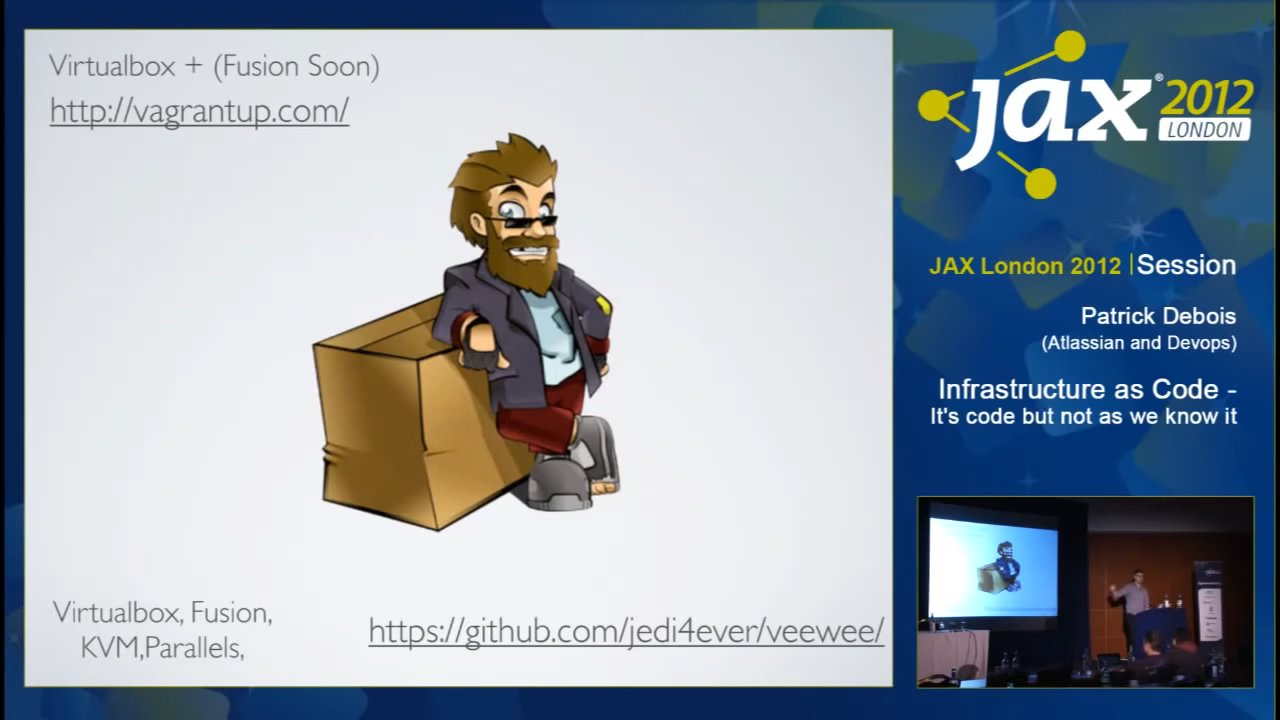 Virtualbox + (Fusion Soon)
http://vagrantup.com/
Virtualbox, Fusion,
KVM,Parallels,
https://github.com/jedi4ever/veewee/
jax® 2012
LONDON
JAX London 2012 | Session
Patrick Debois
(Atlassian and Devops)
Infrastructure as Code -
It's code but not as we know it